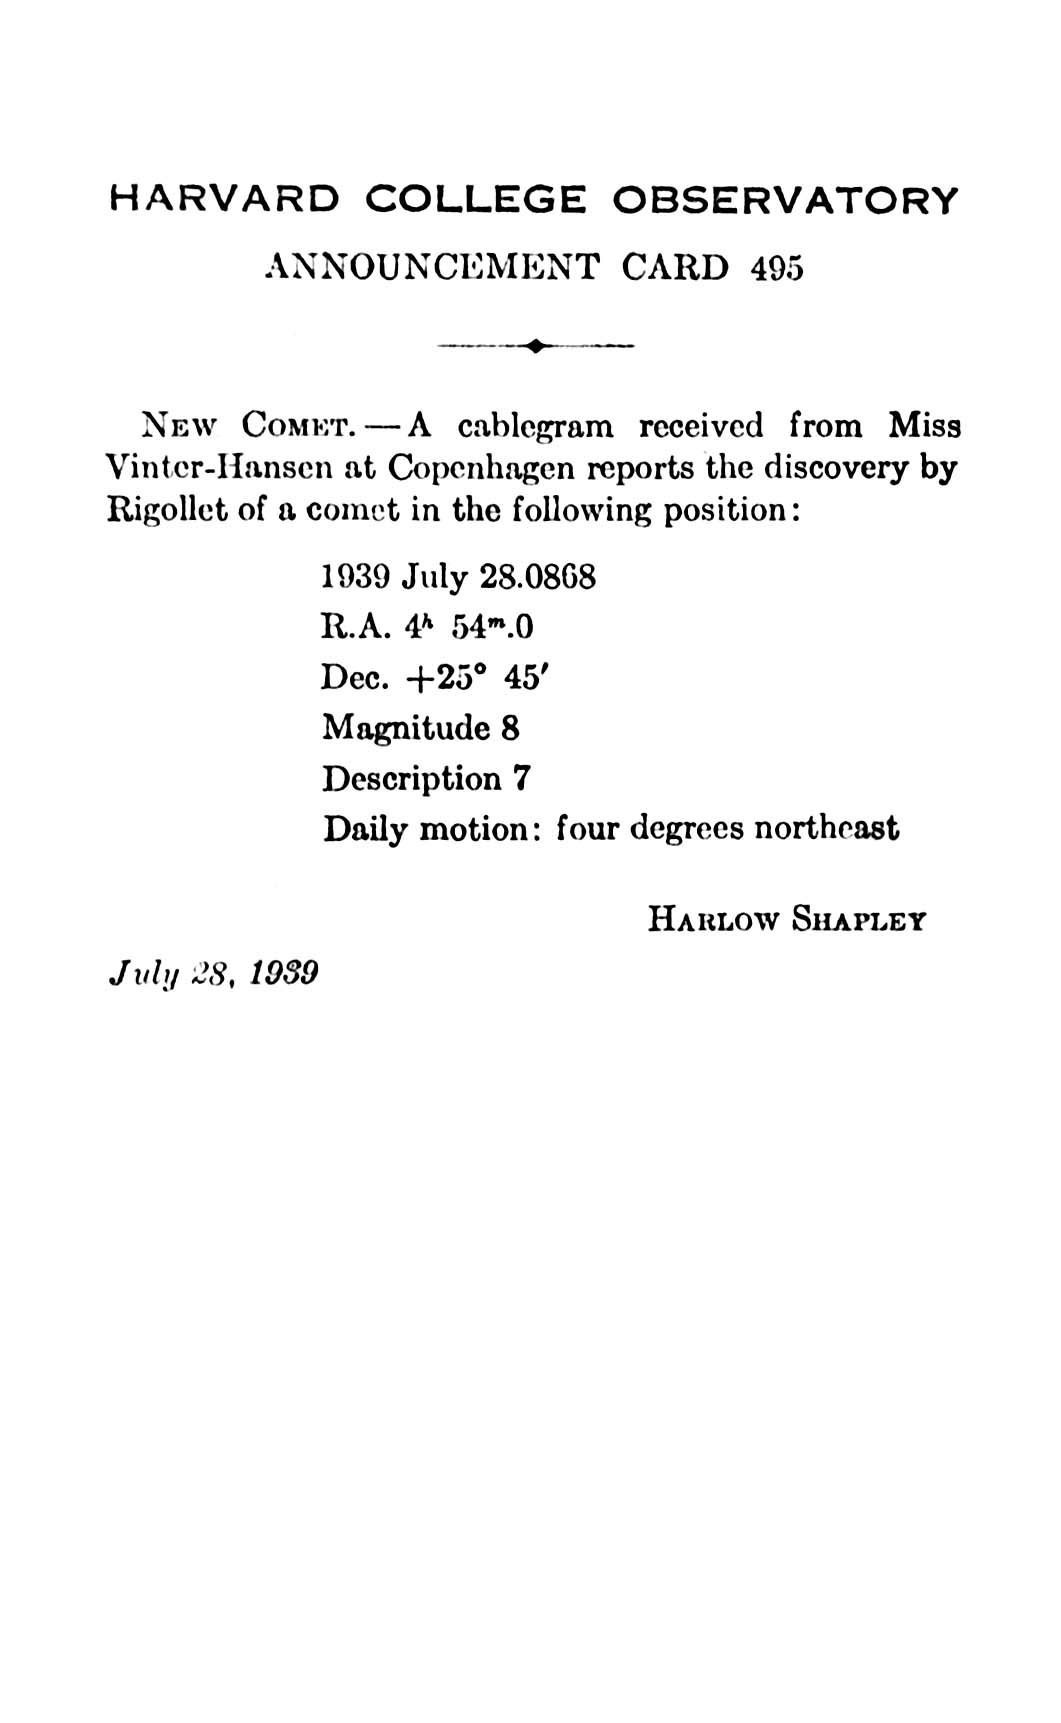 HARVARD COLLEGE OBSERVATORY
ANNOUNCEMENT CARD 495
NEW COMET. — A cablegram received from Miss
Vinter-Hansen at Copenhagen reports the discovery by
Rigollet of a comet in the following position:
1939 July 28.0868
R.A. 4ʰ 54ᵐ.0
Dec. +25° 45′
Magnitude 8
Description 7
Daily motion: four degrees northeast
HARLOW SHAPLEY
July 28, 1939